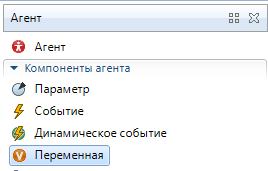 Агент
Агент
Компоненты агента
Параметр
Событие
Динамическое событие
V Переменная